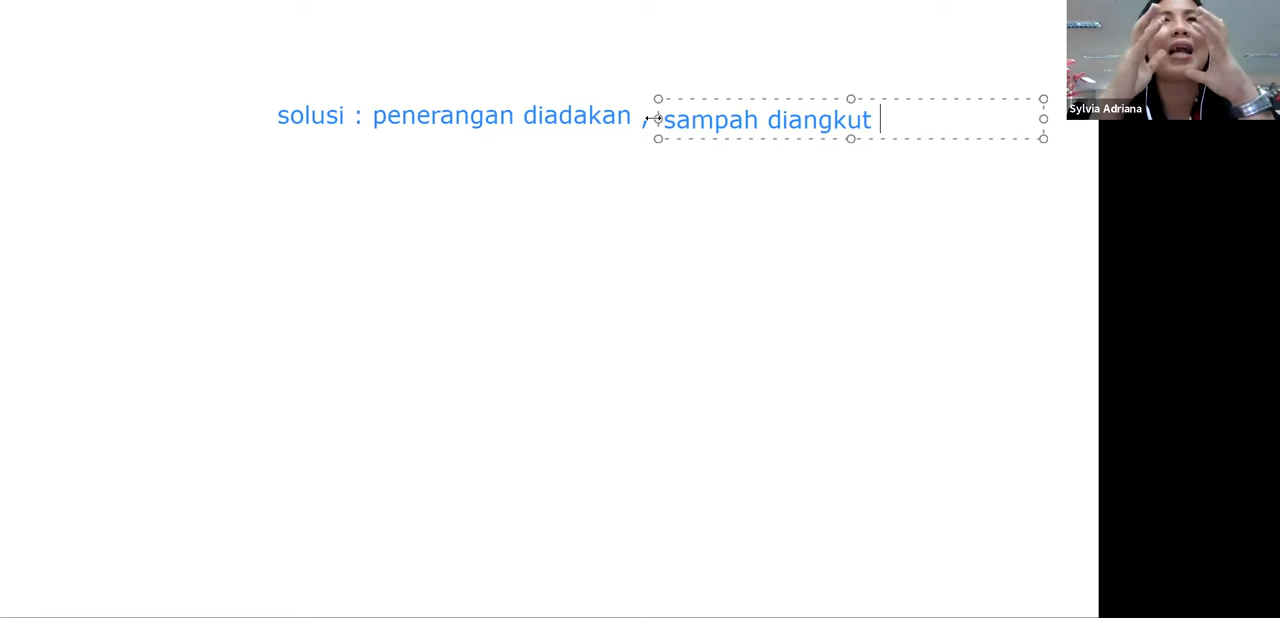 solusi : penerangan diadakan , sampah diangkut
Sylvia Adriana